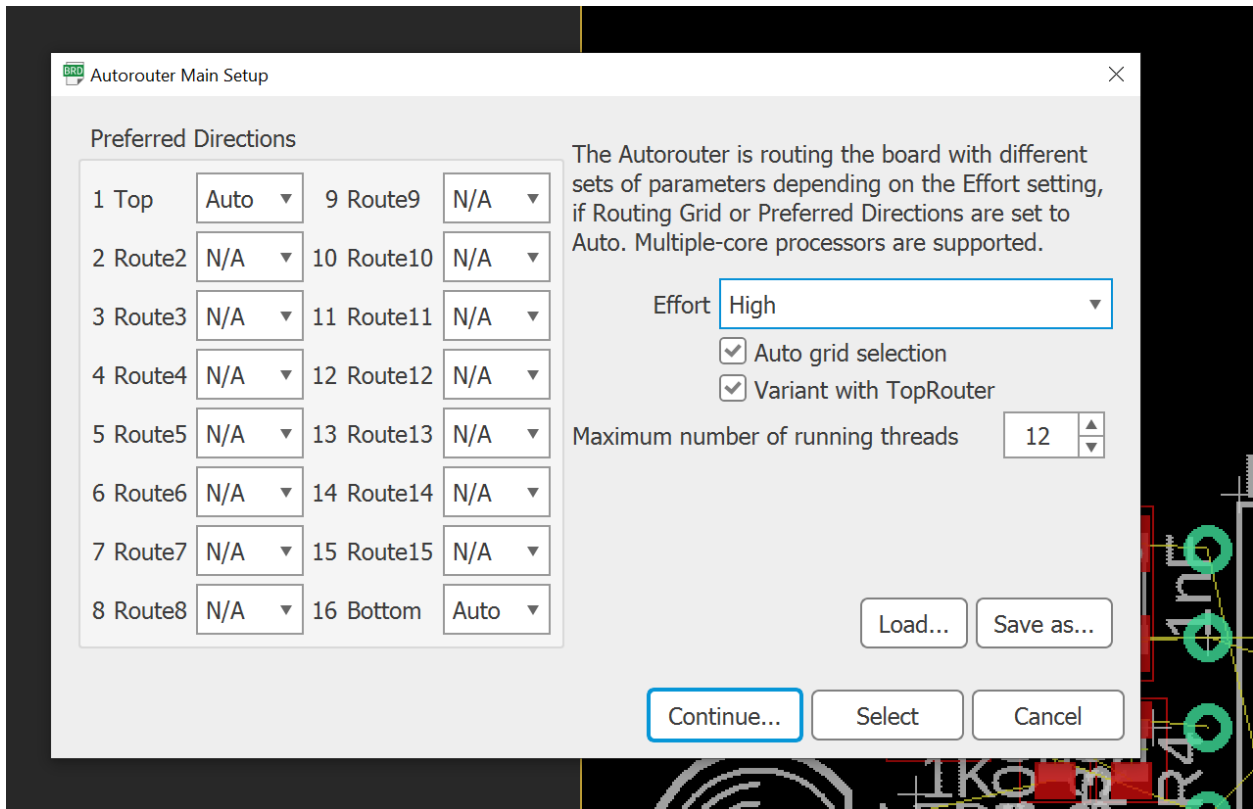 BRD Autorouter Main Setup
Preferred Directions
1 Top Auto 9 Route9 N/A
2 Route2 N/A 10 Route10 N/A
3 Route3 N/A 11 Route11 N/A
4 Route4 N/A 12 Route12 N/A
5 Route5 N/A 13 Route13 N/A
6 Route6 N/A 14 Route14 N/A
7 Route7 N/A 15 Route15 N/A
8 Route8 N/A 16 Bottom Auto
The Autorouter is routing the board with different
sets of parameters depending on the Effort setting,
if Routing Grid or Preferred Directions are set to
Auto. Multiple-core processors are supported.
Effort High
Auto grid selection
Variant with TopRouter
Maximum number of running threads 12
Load... Save as...
Continue... Select Cancel
1n5
R4